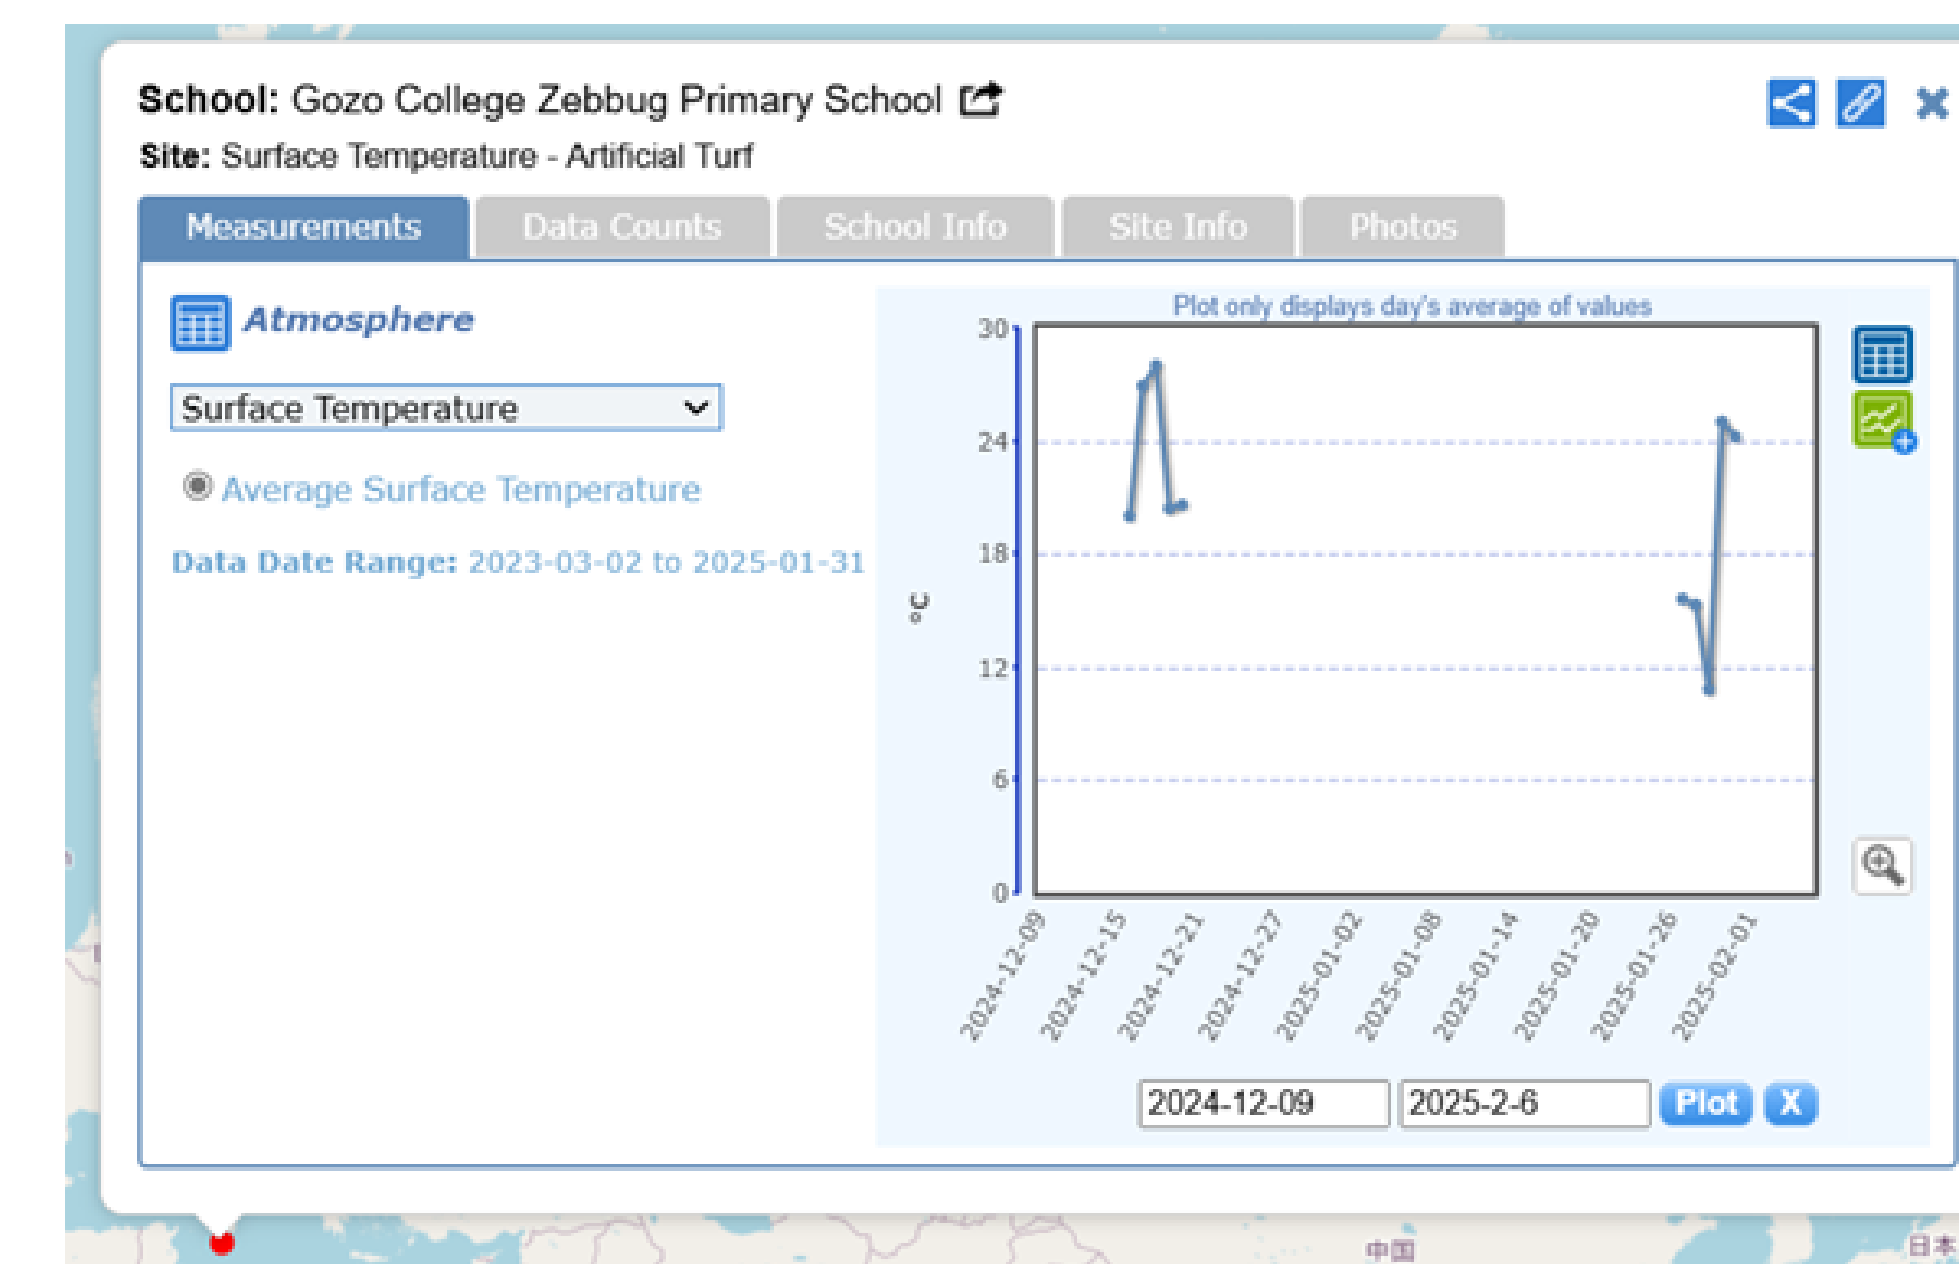 School: Gozo College Zebbug Primary School
Site: Surface Temperature - Artificial Turf
Measurements
Data Counts
School Info
Site Info
Photos
Atmosphere
Surface Temperature
Average Surface Temperature
Data Date Range: 2023-03-02 to 2025-01-31
Plot only displays day's average of values
30
24
18
12
6
0
°C
2024-12-09
2024-12-15
2024-12-21
2024-12-27
2025-01-02
2025-01-08
2025-01-14
2025-01-20
2025-01-26
2025-02-01
2024-12-09
2025-2-6
Plot
X
中国
日本